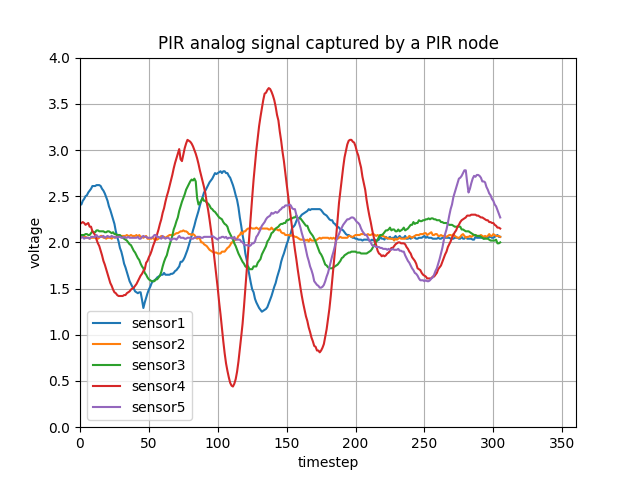 PIR analog signal captured by a PIR node
4.0
3.5
3.0
2.5
2.0
1.5
1.0
0.5
0.0
voltage
sensor1
sensor2
sensor3
sensor4
sensor5
0 50 100 150 200 250 300 350
timestep